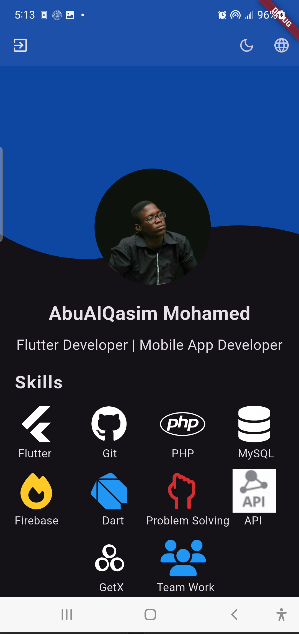 5:13
96%
DEBUG
AbuAlQasim Mohamed
Flutter Developer | Mobile App Developer
Skills
php
Flutter Git PHP MySQL
API
Firebase Dart Problem Solving API
GetX Team Work